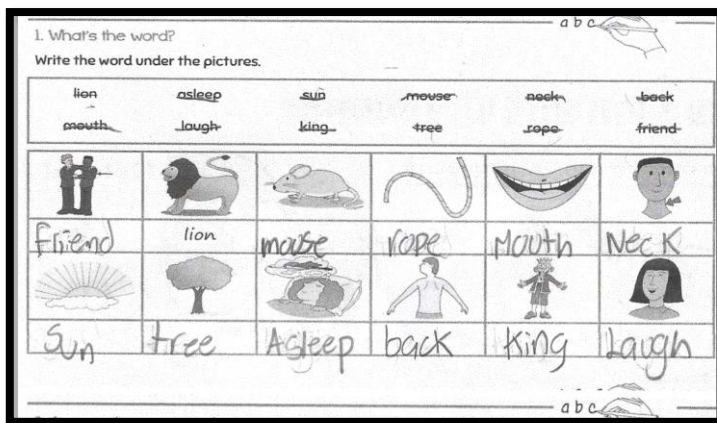 abc
1. What's the word?
Write the word under the pictures.
lion asleep sun mouse neck back
mouth laugh king tree rope friend
friend lion mouse rope Mouth NecK
Sun tree Asleep back King Laugh
abc